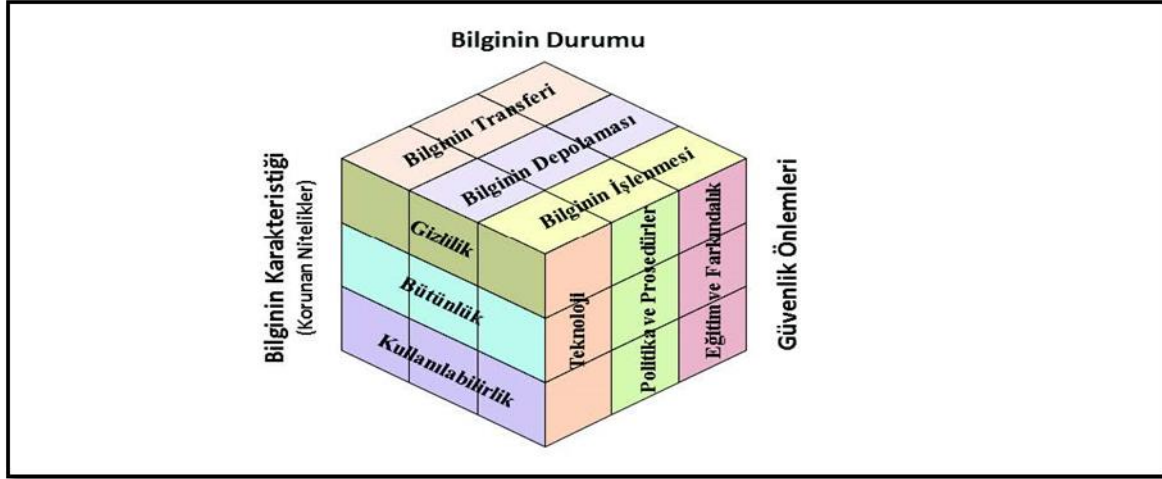 Bilginin Durumu
Bilginin Transferi
Bilginin Depolaması
Bilginin İşlenmesi
Bilginin Karakteristiği
(Korunan Nitelikler)
Gizlilik
Bütünlük
Kullanılabilirlik
Teknoloji
Politika ve Prosedürler
Eğitim ve Farkındalık
Güvenlik Önlemleri